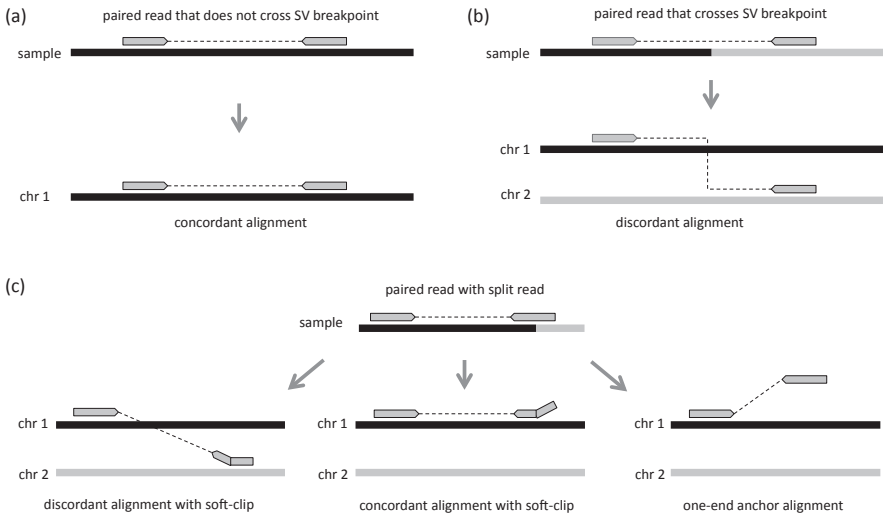 (a)
paired read that does not cross SV breakpoint
sample
chr 1
concordant alignment
(b)
paired read that crosses SV breakpoint
sample
chr 1
chr 2
discordant alignment
(c)
paired read with split read
sample
chr 1
chr 2
discordant alignment with soft-clip
chr 1
chr 2
concordant alignment with soft-clip
chr 1
chr 2
one-end anchor alignment